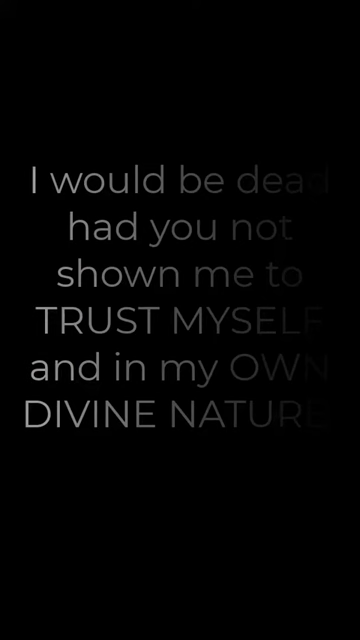 I would be dead
had you not
shown me to
TRUST MYSELF
and in my OWN
DIVINE NATURE